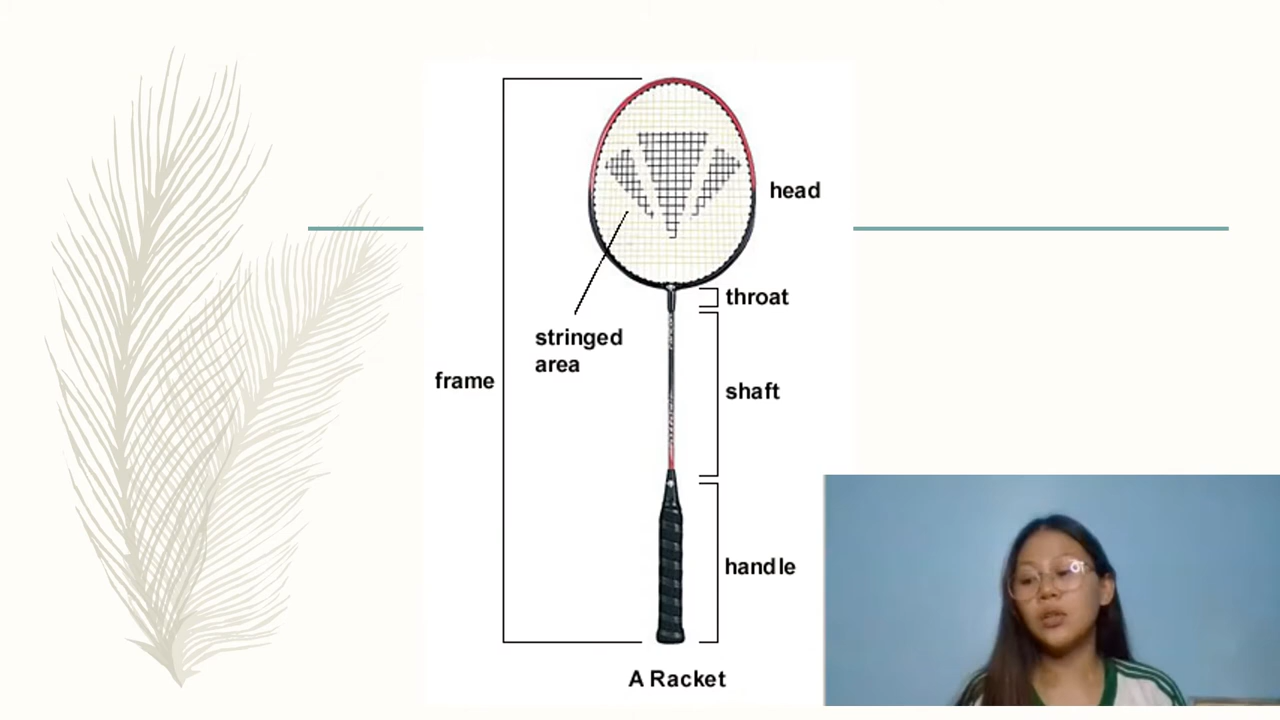 head
throat
stringed
area
frame
shaft
handle
A Racket